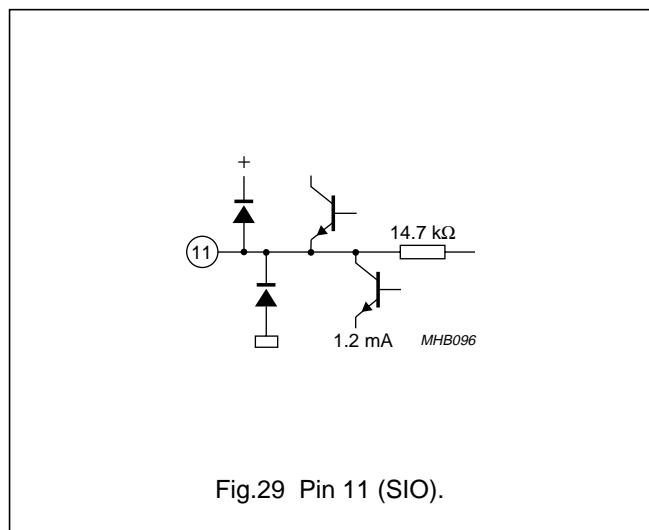 +
14.7 kΩ
11
1.2 mA MHB096
Fig.29 Pin 11 (SIO).